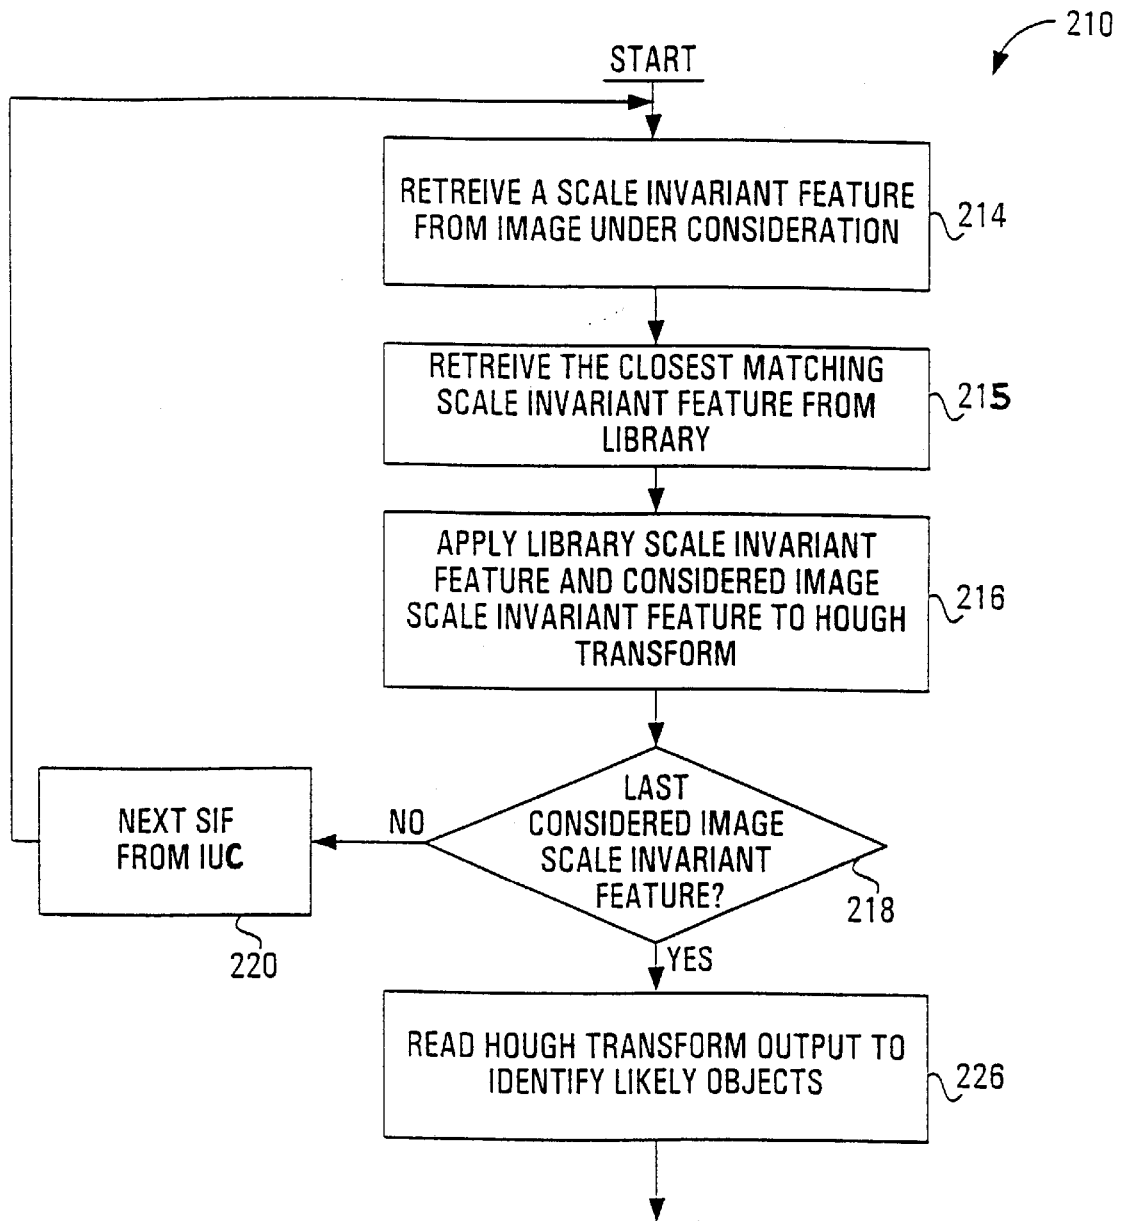 210
START
RETREIVE A SCALE INVARIANT FEATURE
FROM IMAGE UNDER CONSIDERATION
214
RETREIVE THE CLOSEST MATCHING
SCALE INVARIANT FEATURE FROM
LIBRARY
215
APPLY LIBRARY SCALE INVARIANT
FEATURE AND CONSIDERED IMAGE
SCALE INVARIANT FEATURE TO HOUGH
TRANSFORM
216
LAST
CONSIDERED IMAGE
SCALE INVARIANT
FEATURE?
218
NO
NEXT SIF
FROM IUC
220
YES
READ HOUGH TRANSFORM OUTPUT TO
IDENTIFY LIKELY OBJECTS
226